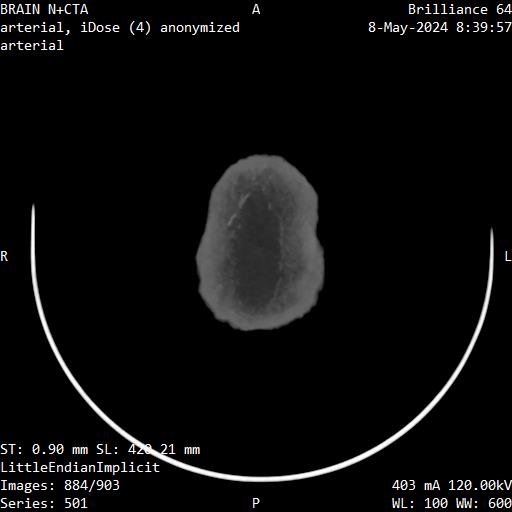 BRAIN N+CTA
A
Brilliance 64
arterial, iDose (4) anonymized
8-May-2024 8:39:57
arterial
R
L
ST: 0.90 mm SL: 428.21 mm
LittleEndianImplicit
Images: 884/903
403 mA 120.00kV
Series: 501
P
WL: 100 WW: 600